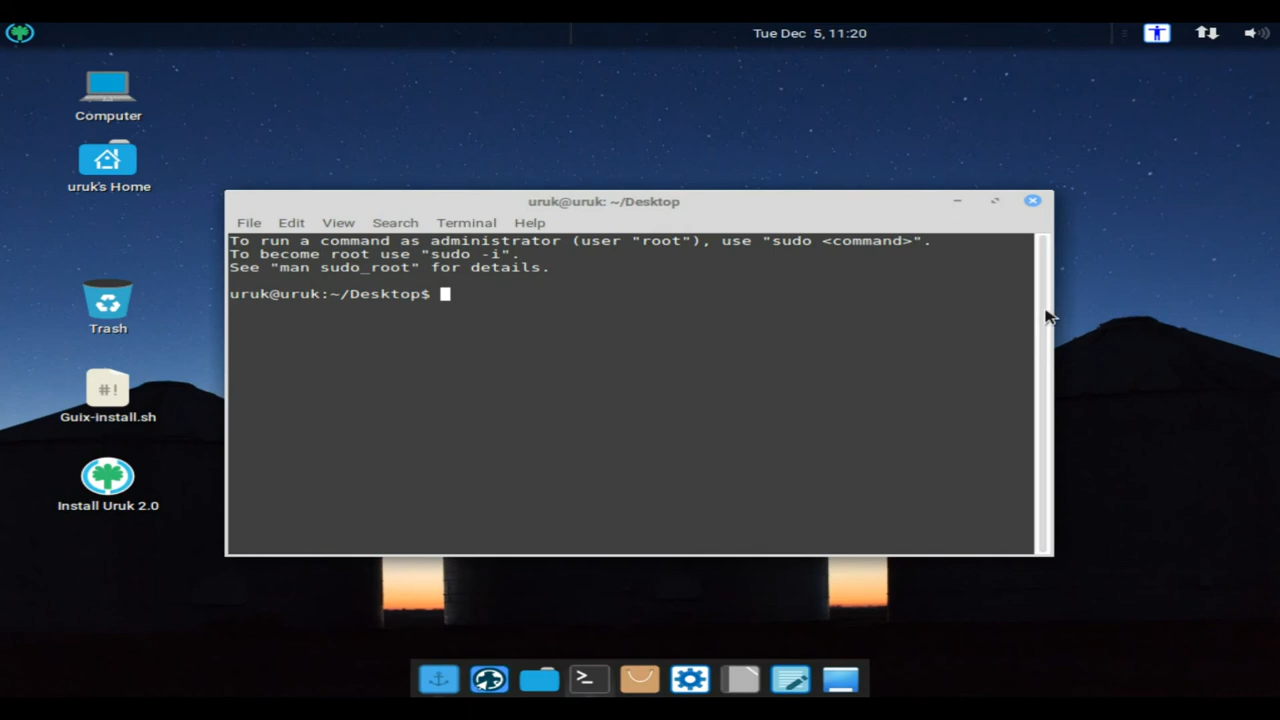 Tue Dec 5, 11:20
Computer
uruk's Home
Trash
#!
Guix-install.sh
Install Uruk 2.0
uruk@uruk: ~/Desktop
File Edit View Search Terminal Help
To run a command as administrator (user "root"), use "sudo <command>".
To become root use "sudo -i".
See "man sudo_root" for details.
uruk@uruk:~/Desktop$
>_